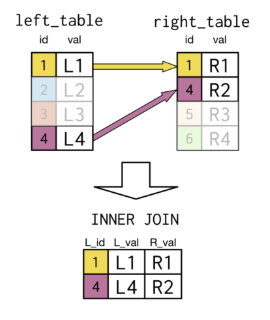 left_table right_table
id val id val
1 L1 1 R1
2 L2 4 R2
3 L3 5 R3
4 L4 6 R4
INNER JOIN
L_id L_val R_val
1 L1 R1
4 L4 R2